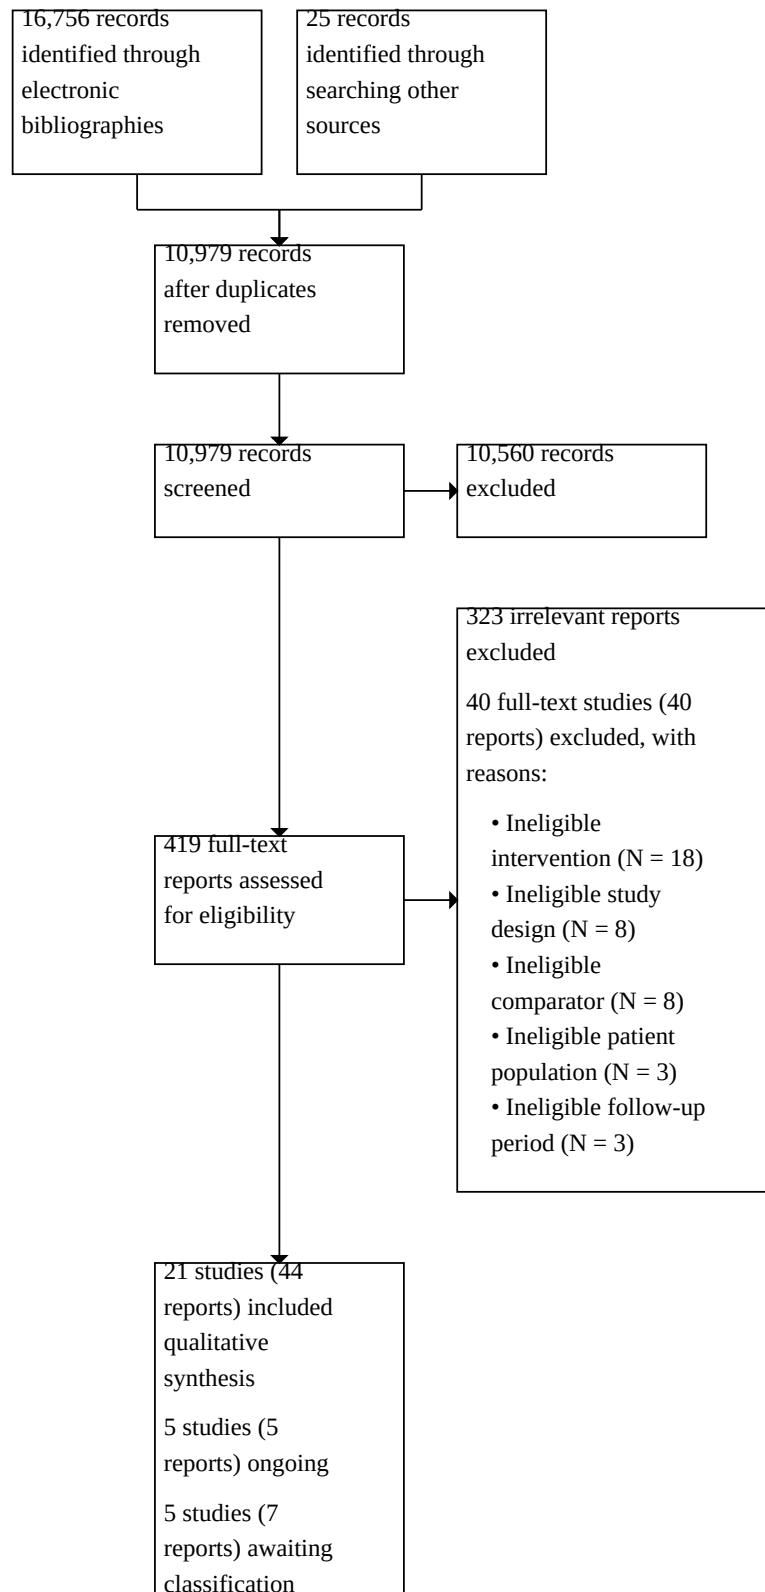 16,756 records
identified through
electronic
bibliographies
25 records
identified through
searching other
sources
10,979 records
after duplicates
removed
10,979 records
screened
10,560 records
excluded
323 irrelevant reports
excluded
40 full-text studies (40
reports) excluded, with
reasons:
• Ineligible
intervention (N = 18)
• Ineligible study
design (N = 8)
• Ineligible
comparator (N = 8)
• Ineligible patient
population (N = 3)
• Ineligible follow-up
period (N = 3)
419 full-text
reports assessed
for eligibility
21 studies (44
reports) included
qualitative
synthesis
5 studies (5
reports) ongoing
5 studies (7
reports) awaiting
classification